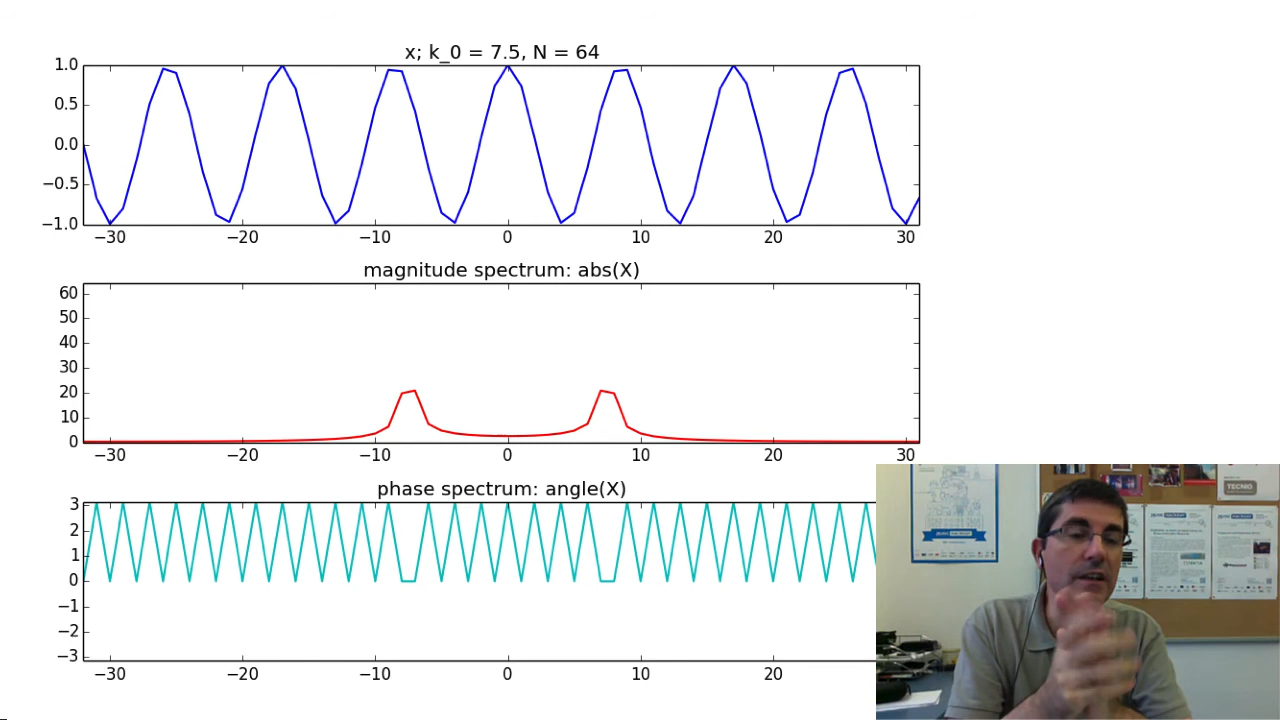 x; k_0 = 7.5, N = 64
1.0
0.5
0.0
−0.5
−1.0
−30 −20 −10 0 10 20 30
magnitude spectrum: abs(X)
60
50
40
30
20
10
0
−30 −20 −10 0 10 20 30
phase spectrum: angle(X)
3
2
1
0
−1
−2
−3
−30 −20 −10 0 10 20
TECNIO